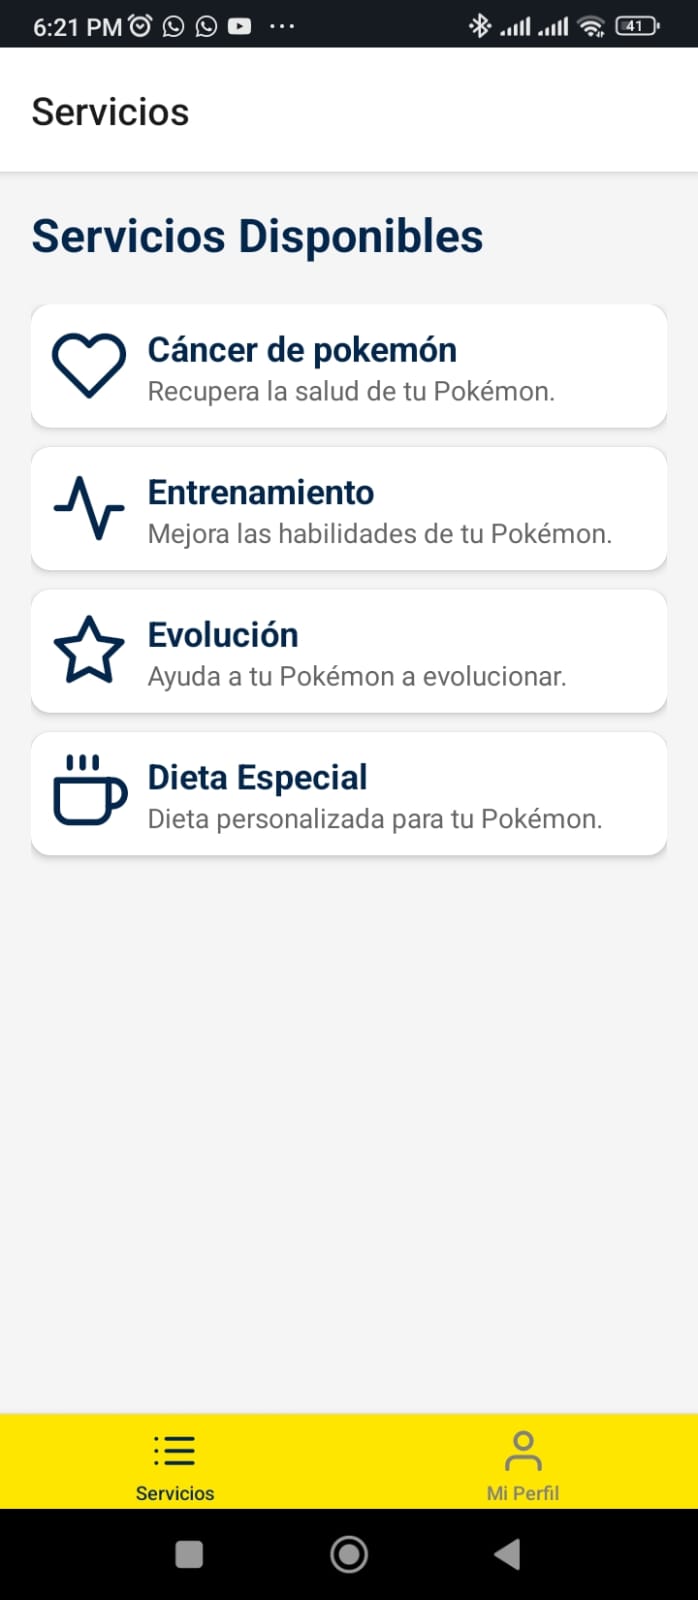 6:21 PM
41
Servicios
Servicios Disponibles
Cáncer de pokemón
Recupera la salud de tu Pokémon.
Entrenamiento
Mejora las habilidades de tu Pokémon.
Evolución
Ayuda a tu Pokémon a evolucionar.
Dieta Especial
Dieta personalizada para tu Pokémon.
Servicios
Mi Perfil